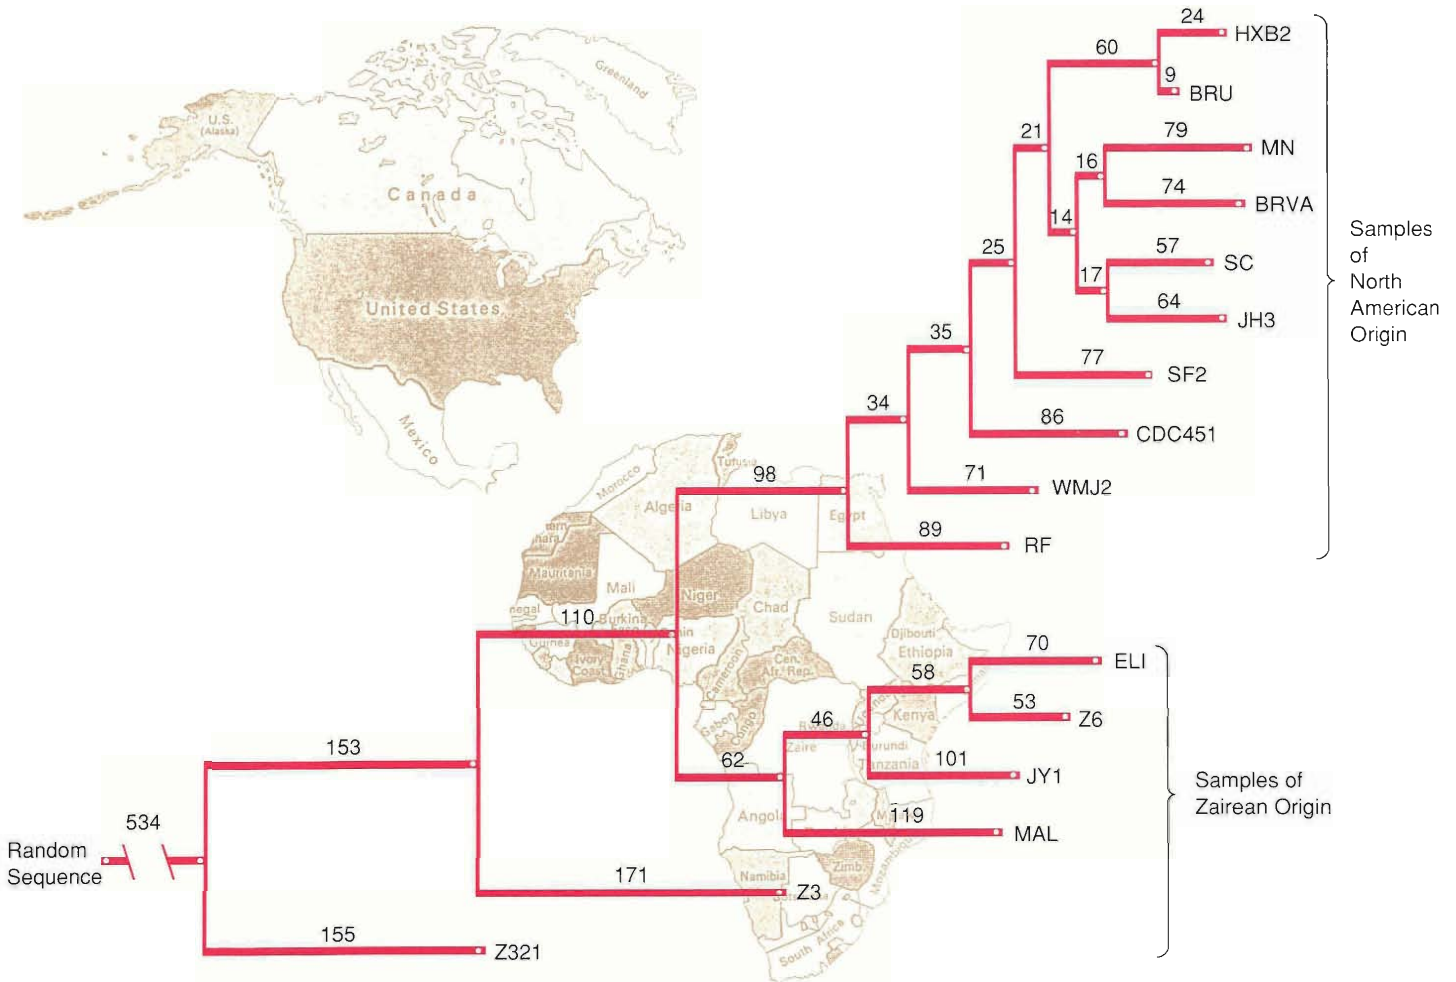 24
HXB2
60
9
BRU
Greenland
U.S.
(Alaska)
79
MN
21
16
74
BRVA
Canada
14
57
SC
25
17
64
JH3
Samples
of
North
American
Origin
United States
35
77
SF2
34
86
CDC451
Mexico
Morocco
Tunisia
98
71
WMJ2
Algeria
Libya
Egypt
89
RF
Mauritania
Mali
Niger
Chad
Sudan
negal
110
Burkina
Djibouti
Ethiopia
Guinea
Nigeria
Ivory
Coast
Ghana
Cameroon
Cen.
Afr. Rep.
70
ELI
58
53
Z6
Gabon
Congo
Kenya
46
Zaire
Burundi
Tanzania
153
62
101
JY1
Samples of
Zairean Origin
534
Angola
119
MAL
Random
Sequence
Zimb.
Mozambique
171
Namibia
Z3
155
South Africa
Z321